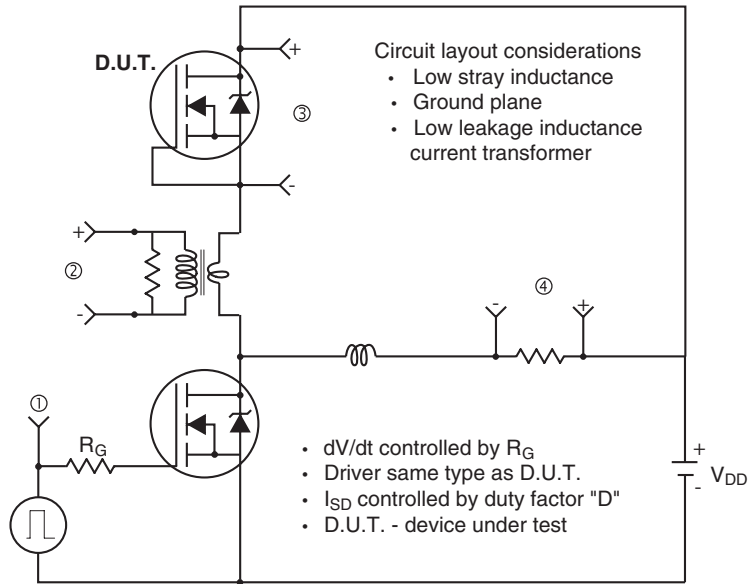 D.U.T.
+
③
-
Circuit layout considerations
• Low stray inductance
• Ground plane
• Low leakage inductance
current transformer
+
②
-
④
-
+
①
R_G
• dV/dt controlled by R_G
• Driver same type as D.U.T.
• I_SD controlled by duty factor "D"
• D.U.T. - device under test
+
V_DD
-